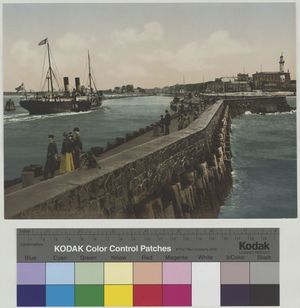 KODAK Color Control Patches
Kodak
Blue Cyan Green Yellow Red Magenta White 3/Color Black